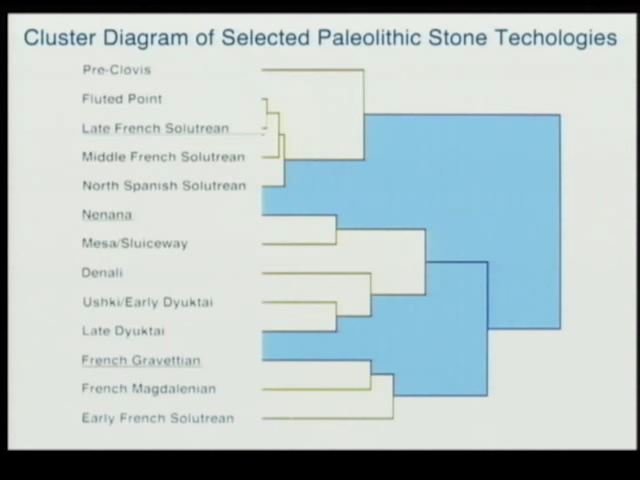 Cluster Diagram of Selected Paleolithic Stone Techologies
Pre-Clovis
Fluted Point
Late French Solutrean
Middle French Solutrean
North Spanish Solutrean
Nenana
Mesa/Sluiceway
Denali
Ushki/Early Dyuktai
Late Dyuktai
French Gravettian
French Magdalenian
Early French Solutrean